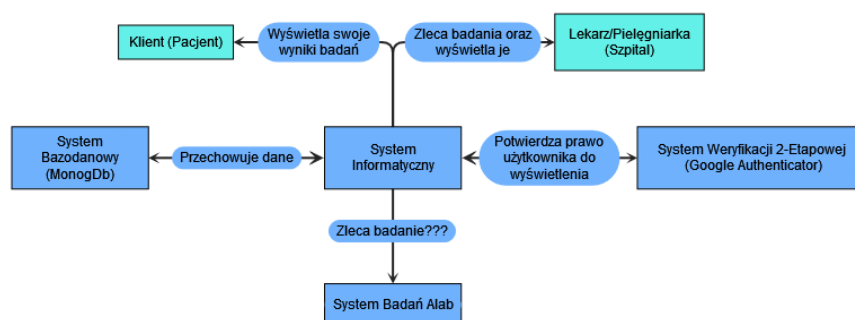 Klient (Pacjent)
Wyświetla swoje
wyniki badań
Zleca badania oraz
wyświetla je
Lekarz/Pielęgniarka
(Szpital)
System
Bazodanowy
(MonogDb)
Przechowuje dane
System
Informatyczny
Potwierdza prawo
użytkownika do
wyświetlenia
System Weryfikacji 2-Etapowej
(Google Authenticator)
Zleca badanie???
System Badań Alab